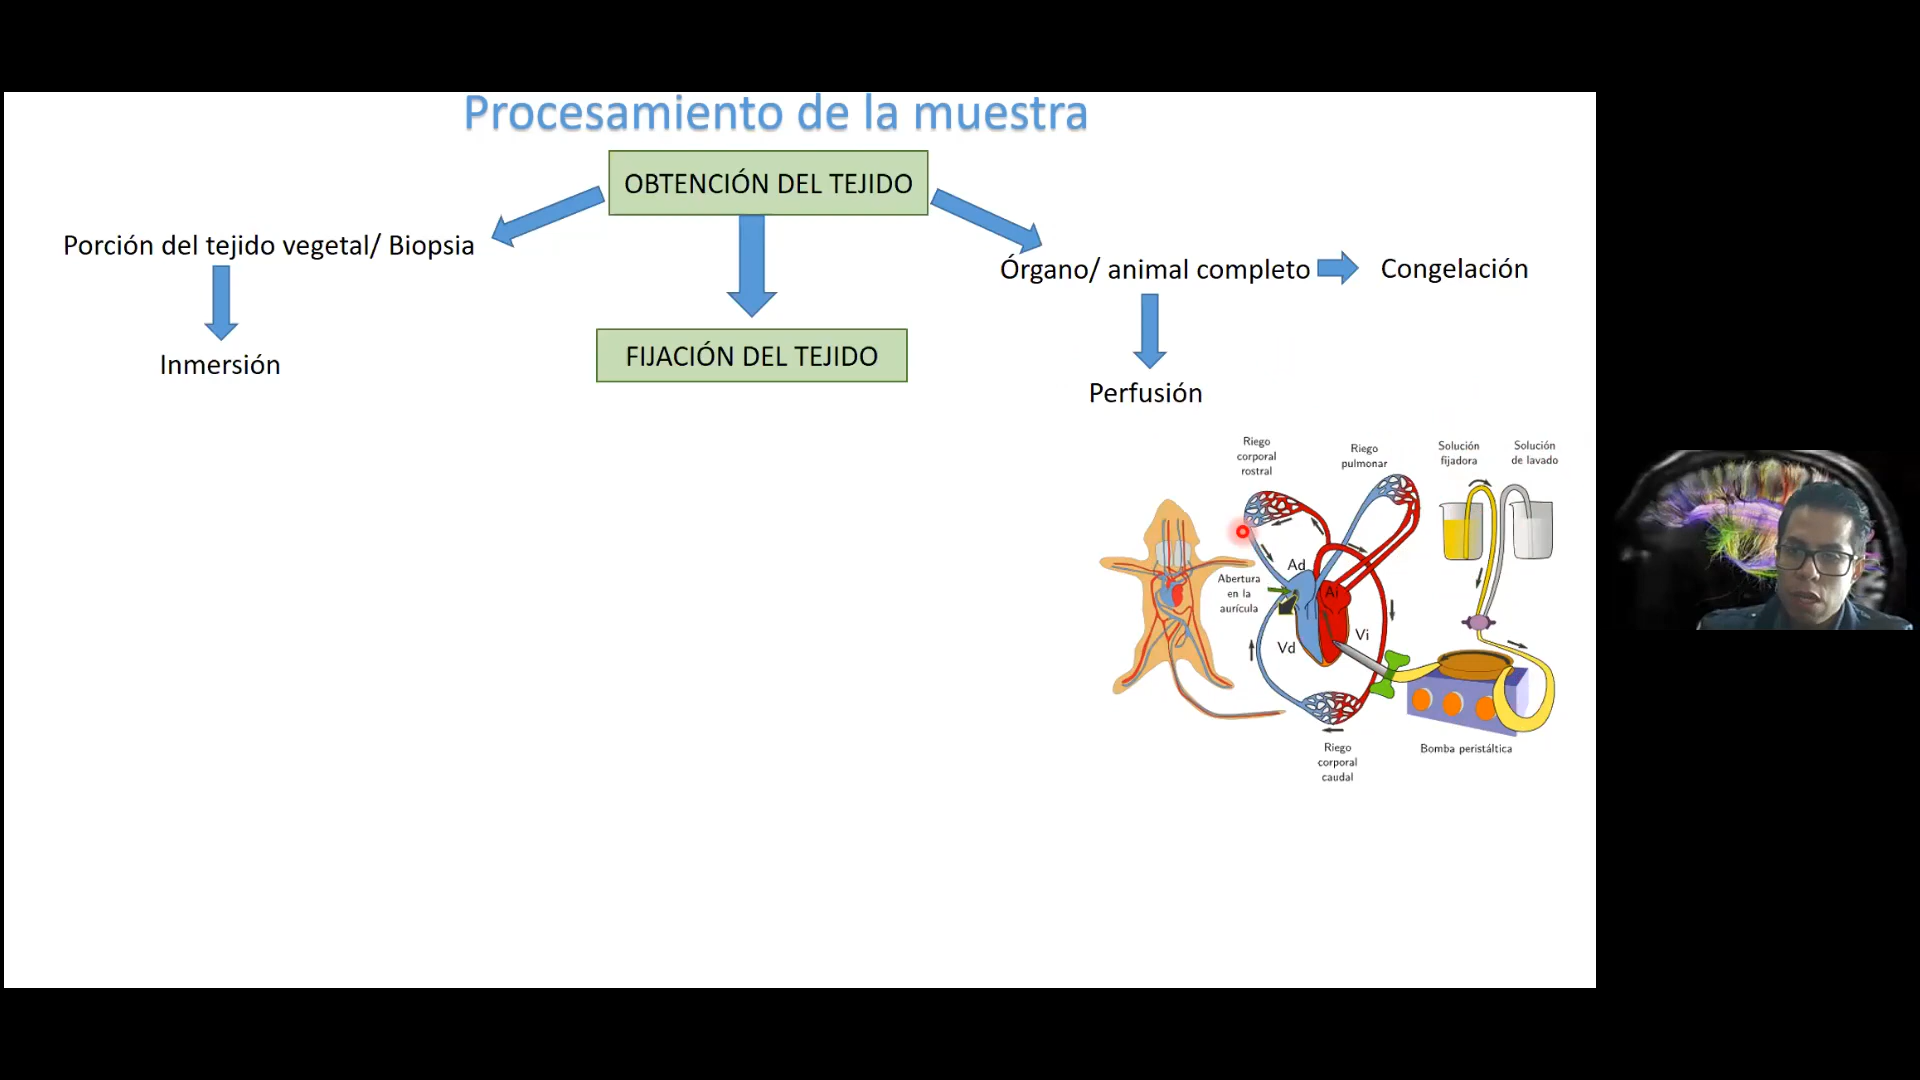 Procesamiento de la muestra
OBTENCIÓN DEL TEJIDO
Porción del tejido vegetal/ Biopsia
Órgano/ animal completo
Congelación
Inmersión
FIJACIÓN DEL TEJIDO
Perfusión
Riego
corporal
rostral
Riego
pulmonar
Solución
fijadora
Solución
de lavado
Ad
Abertura
en la
aurícula
Ai
Vd
Vi
Riego
corporal
caudal
Bomba peristáltica